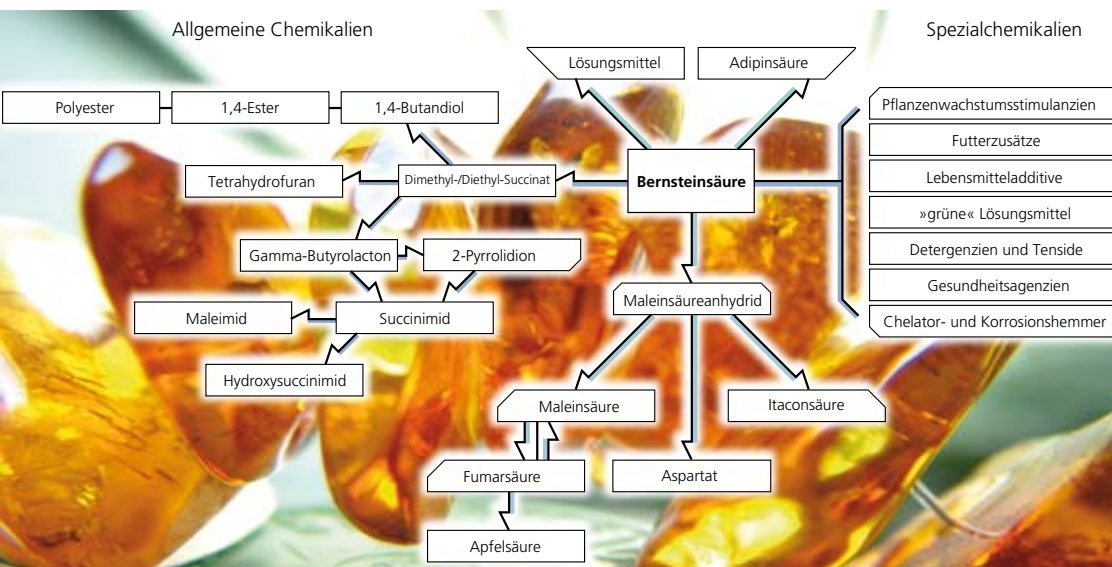 Allgemeine Chemikalien
Spezialchemikalien
Lösungsmittel
Adipinsäure
Polyester
1,4-Ester
1,4-Butandiol
Pflanzenwachstumsstimulanzien
Futterzusätze
Tetrahydrofuran
Dimethyl-/Diethyl-Succinat
Bernsteinsäure
Lebensmitteladditive
»grüne« Lösungsmittel
Gamma-Butyrolacton
2-Pyrrolidion
Detergenzien und Tenside
Gesundheitsagenzien
Maleinsäureanhydrid
Maleimid
Succinimid
Chelator- und Korrosionshemmer
Hydroxysuccinimid
Maleinsäure
Itaconsäure
Fumarsäure
Aspartat
Apfelsäure